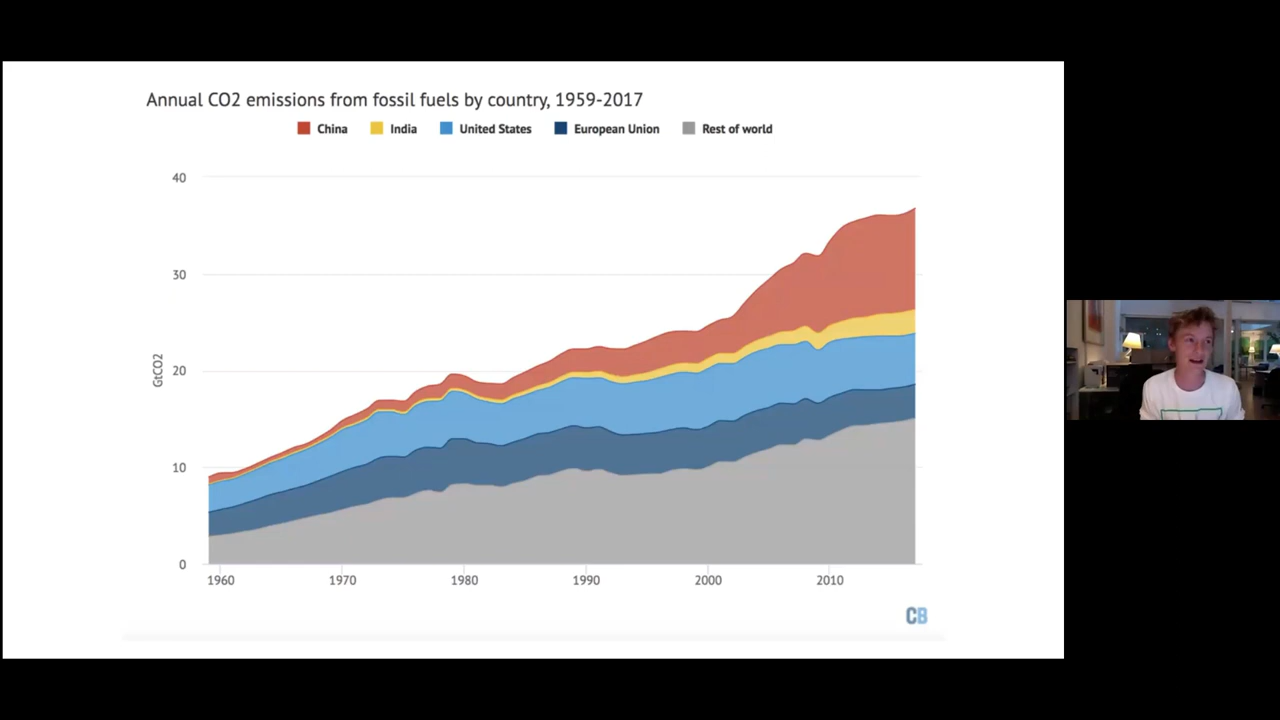 Annual CO2 emissions from fossil fuels by country, 1959-2017
China India United States European Union Rest of world
40
30
20
10
0
GtCO2
1960 1970 1980 1990 2000 2010
CB